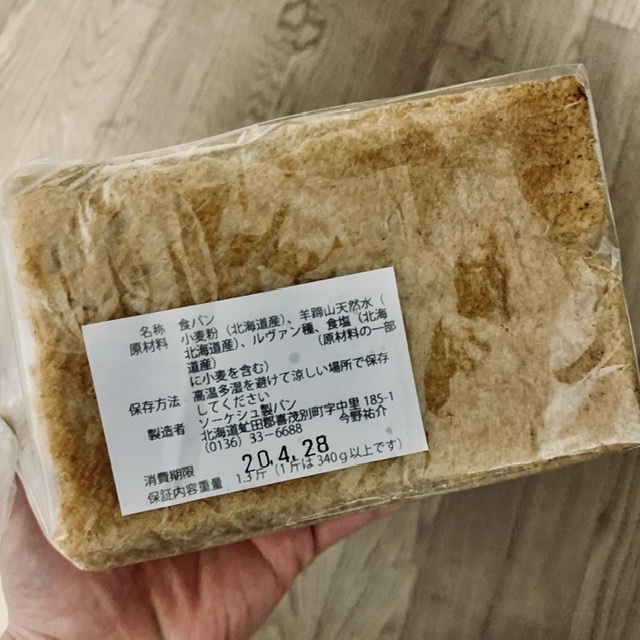 名称 食パン
原材料 小麦粉（北海道産）、羊蹄山天然水（
北海道産）、ルヴァン種、食塩（北海
道産） （原材料の一部
に小麦を含む）
保存方法 高温多湿を避けて涼しい場所で保存
してください
製造者 ソーケシュ製パン
北海道虻田郡喜茂別町字中里 185-1
（0136）33-6688 今野祐介
消費期限 20.4.28
保証内容重量 1.3斤（1斤は340g以上です）